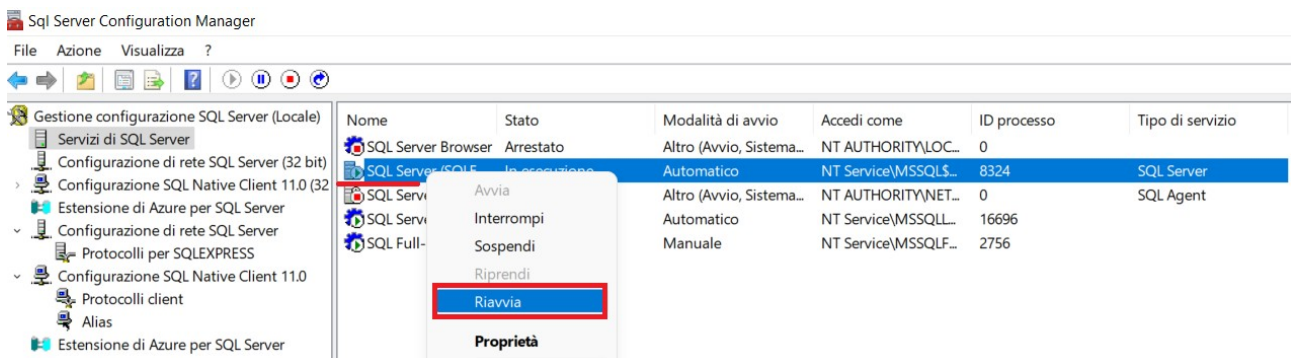 Sql Server Configuration Manager
File Azione Visualizza ?
Gestione configurazione SQL Server (Locale)
Servizi di SQL Server
Configurazione di rete SQL Server (32 bit)
Configurazione SQL Native Client 11.0 (32
Estensione di Azure per SQL Server
Configurazione di rete SQL Server
Protocolli per SQLEXPRESS
Configurazione SQL Native Client 11.0
Protocolli client
Alias
Estensione di Azure per SQL Server
Nome Stato Modalità di avvio Accedi come ID processo Tipo di servizio
SQL Server Browser Arrestato Altro (Avvio, Sistema... NT AUTHORITY\LOC... 0
SQL Server (SQLE In esecuzione Automatico NT Service\MSSQL$... 8324 SQL Server
SQL Serve Altro (Avvio, Sistema... NT AUTHORITY\NET... 0 SQL Agent
SQL Serve Automatico NT Service\MSSQLL... 16696
SQL Full- Manuale NT Service\MSSQLF... 2756
Avvia
Interrompi
Sospendi
Riprendi
Riavvia
Proprietà